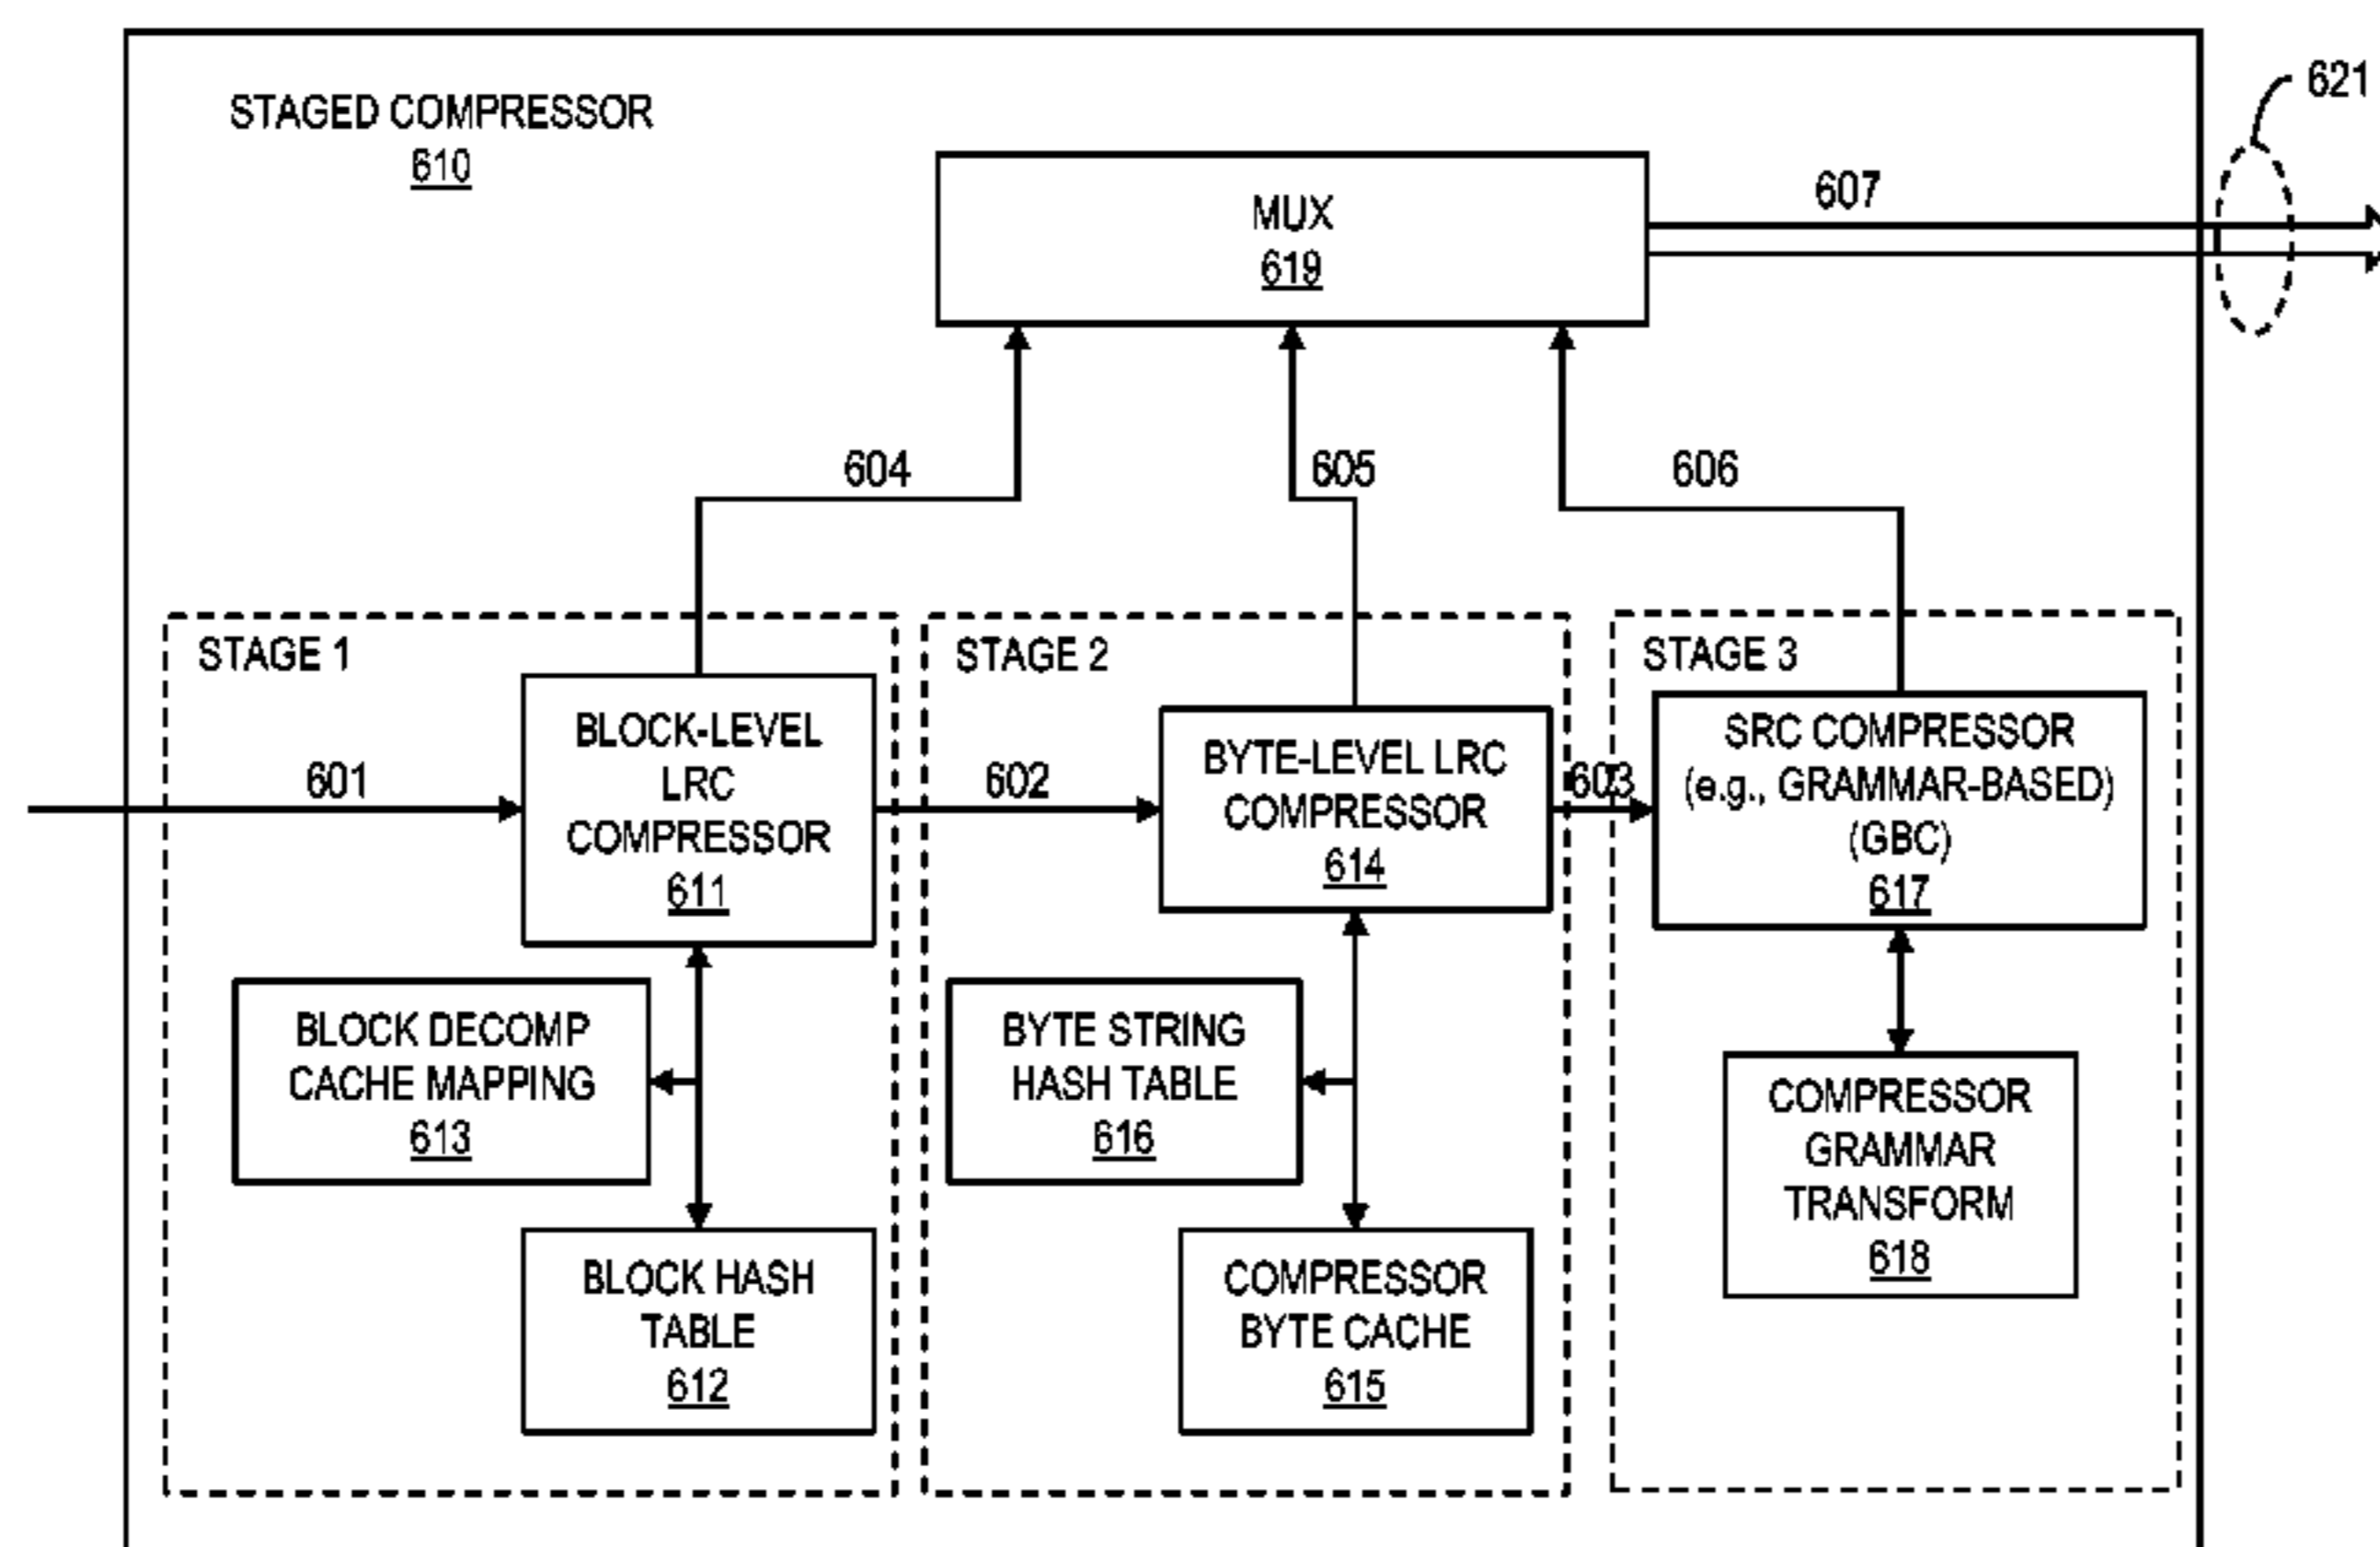 STAGED COMPRESSOR
610
621
MUX
619
607
604
605
606
STAGE 1
STAGE 2
STAGE 3
601
BLOCK-LEVEL
LRC
COMPRESSOR
611
602
BYTE-LEVEL LRC
COMPRESSOR
614
603
SRC COMPRESSOR
(e.g., GRAMMAR-BASED)
(GBC)
617
BLOCK DECOMP
CACHE MAPPING
613
BYTE STRING
HASH TABLE
616
COMPRESSOR
GRAMMAR
TRANSFORM
618
BLOCK HASH
TABLE
612
COMPRESSOR
BYTE CACHE
615